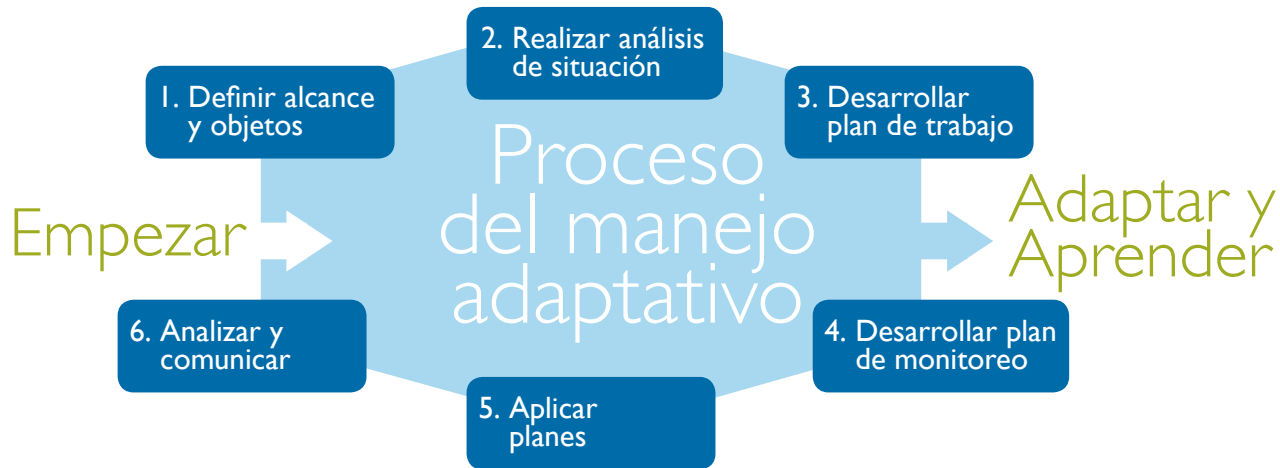 Empezar
1. Definir alcance
y objetos
2. Realizar análisis
de situación
3. Desarrollar
plan de trabajo
Proceso
del manejo
adaptativo
4. Desarrollar plan
de monitoreo
5. Aplicar
planes
6. Analizar y
comunicar
Adaptar y
Aprender